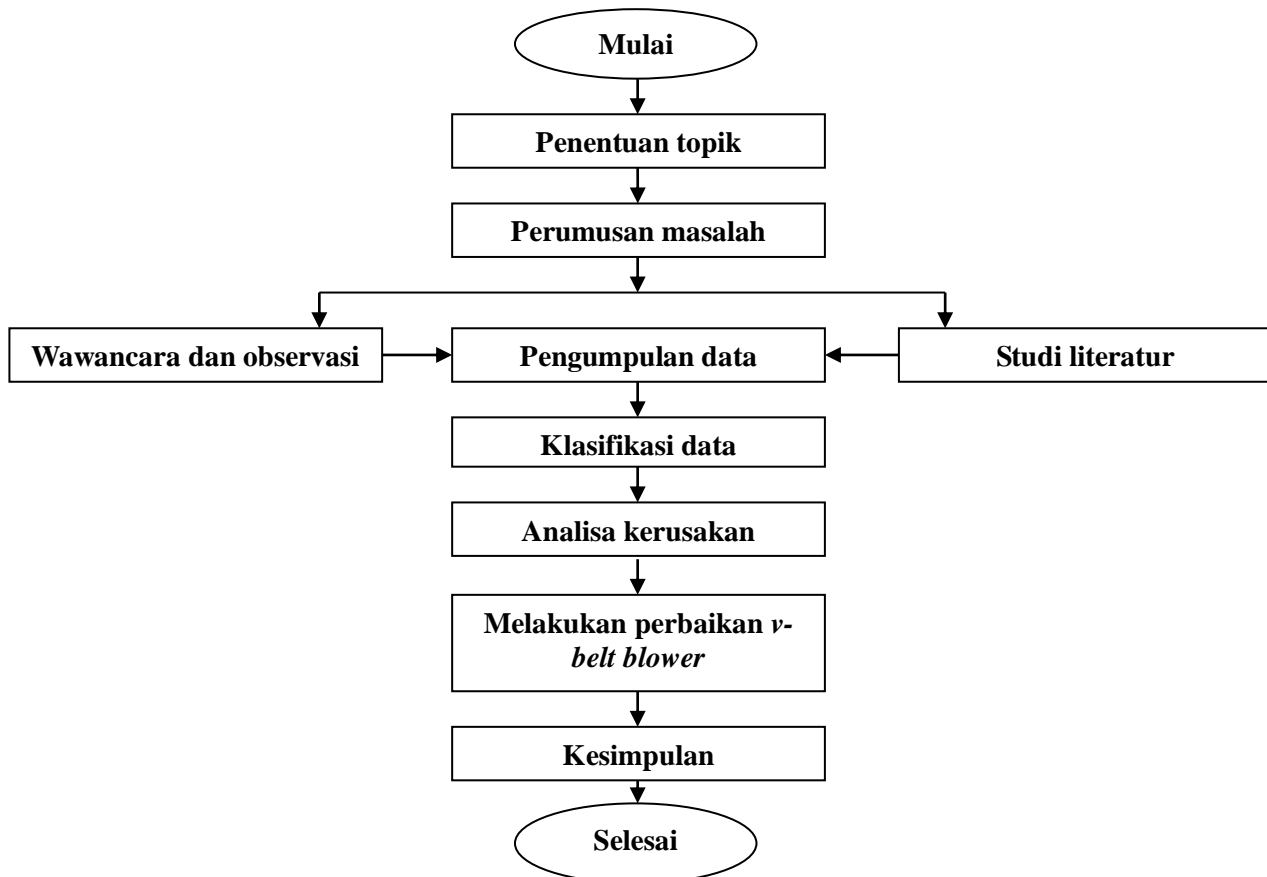 Mulai
Penentuan topik
Perumusan masalah
Wawancara dan observasi
Pengumpulan data
Studi literatur
Klasifikasi data
Analisa kerusakan
Melakukan perbaikan v-
belt blower
Kesimpulan
Selesai